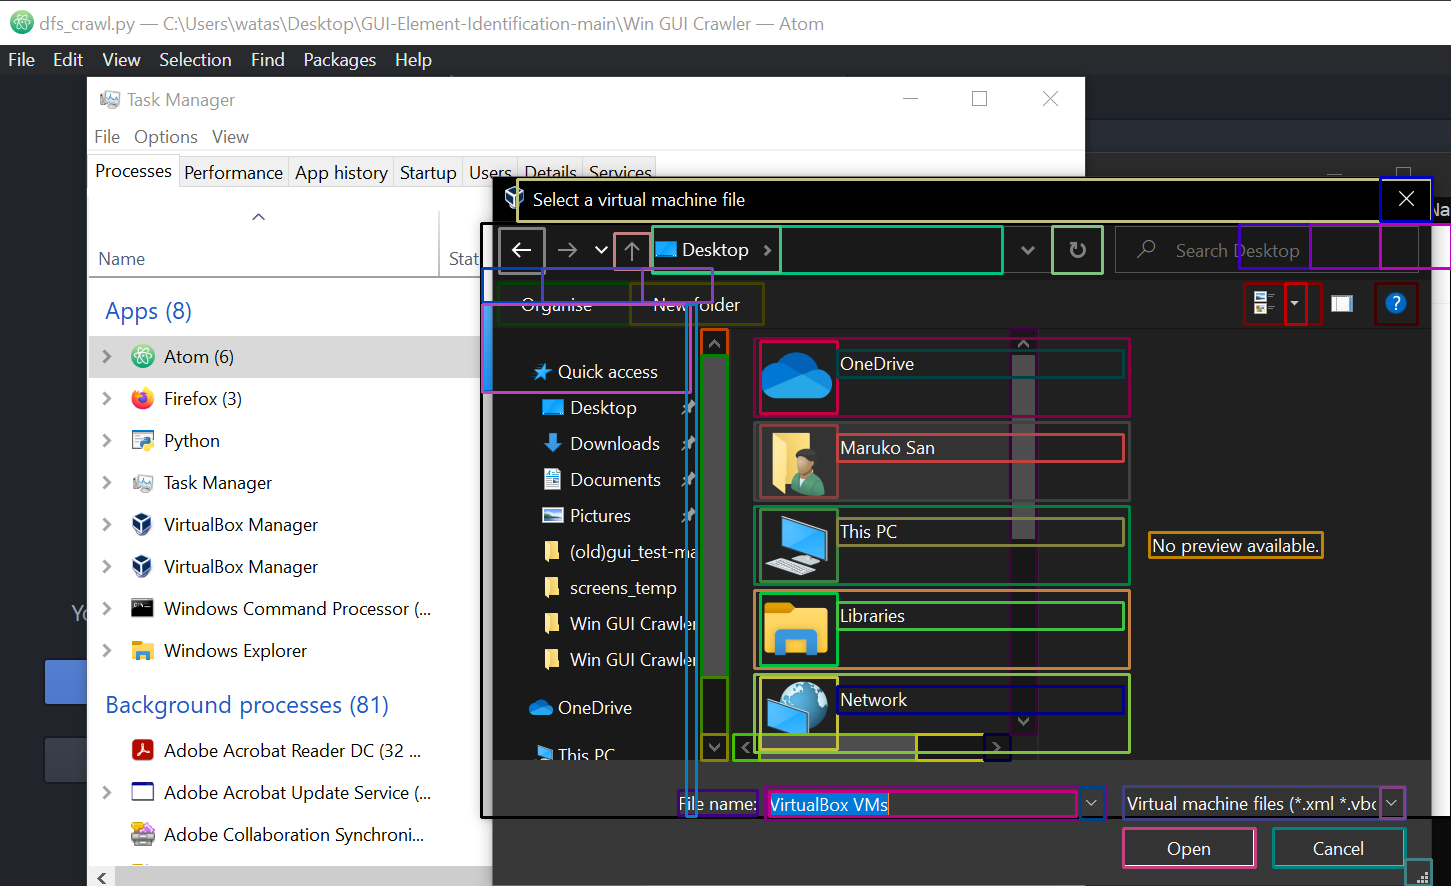 dfs_crawl.py — C:\Users\watas\Desktop\GUI-Element-Identification-main\Win GUI Crawler — Atom
File Edit View Selection Find Packages Help
Task Manager
File Options View
Processes Performance App history Startup Users Details Services
Name Stat
Apps (8)
Atom (6)
Firefox (3)
Python
Task Manager
VirtualBox Manager
VirtualBox Manager
Windows Command Processor (...
Windows Explorer
Background processes (81)
Adobe Acrobat Reader DC (32 ...
Adobe Acrobat Update Service (...
Adobe Collaboration Synchroni...
Select a virtual machine file
Na
Desktop
Search Desktop
Organise New folder
?
Quick access
Desktop
Downloads
Documents
Pictures
(old)gui_test-ma
screens_temp
Win GUI Crawler
Win GUI Crawler
OneDrive
This PC
OneDrive
Maruko San
This PC
Libraries
Network
No preview available.
File name: VirtualBox VMs
Virtual machine files (*.xml *.vbo
Open Cancel